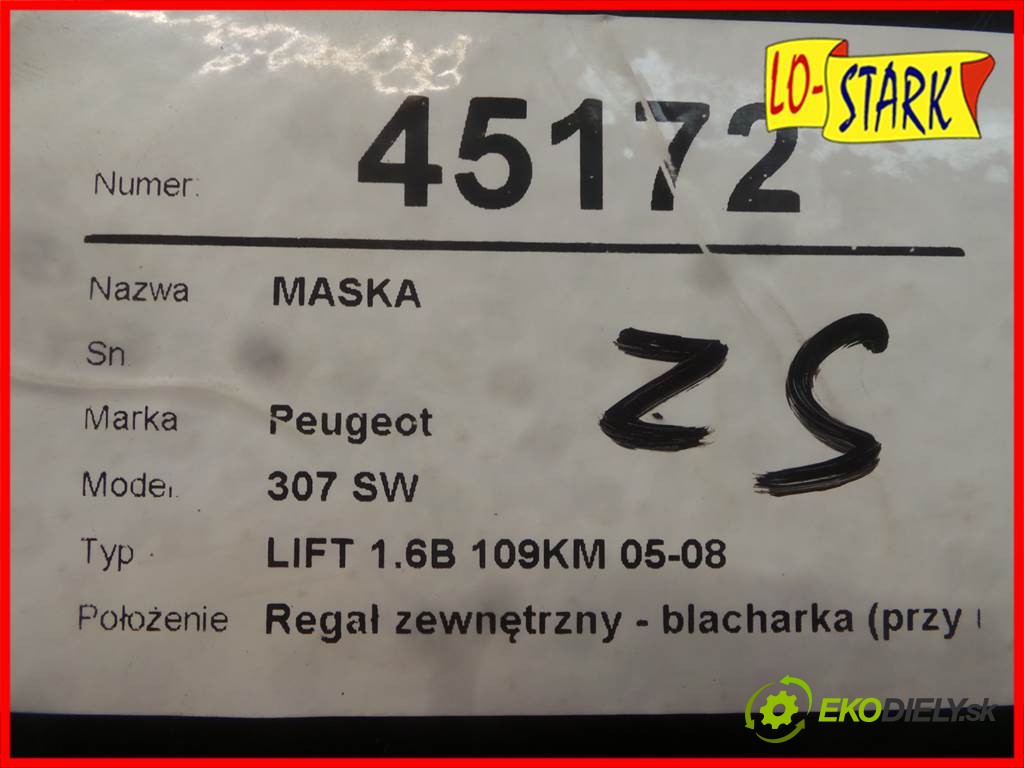 LO-STARK
Numer: 45172
Nazwa MASKA
Sn
Marka Peugeot
Model 307 SW
Typ LIFT 1.6B 109KM 05-08
Położenie Regał zewnętrzny - blacharka (przy
ZS
EKODIELY.sk